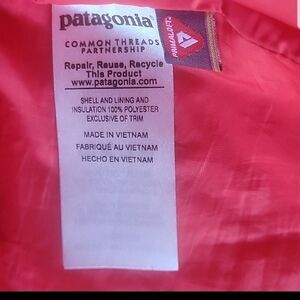 patagonia
COMMON THREADS
PARTNERSHIP
Repair, Reuse, Recycle
This Product
www.patagonia.com
SHELL AND LINING AND
INSULATION 100% POLYESTER
EXCLUSIVE OF TRIM
MADE IN VIETNAM
FABRIQUÉ AU VIETNAM
HECHO EN VIETNAM
PRIMALOFT